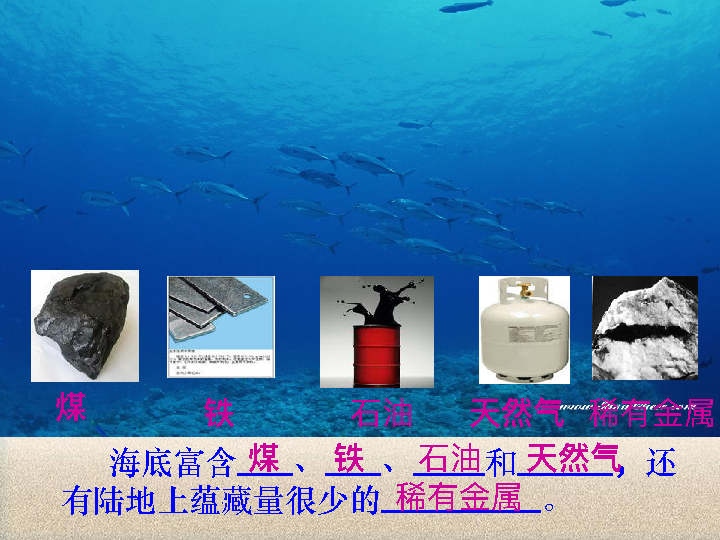 煤 铁 石油 天然气 稀有金属
海底富含 煤 、 铁 、 石油 和 天然气 ，还
有陆地上蕴藏量很少的 稀有金属 。